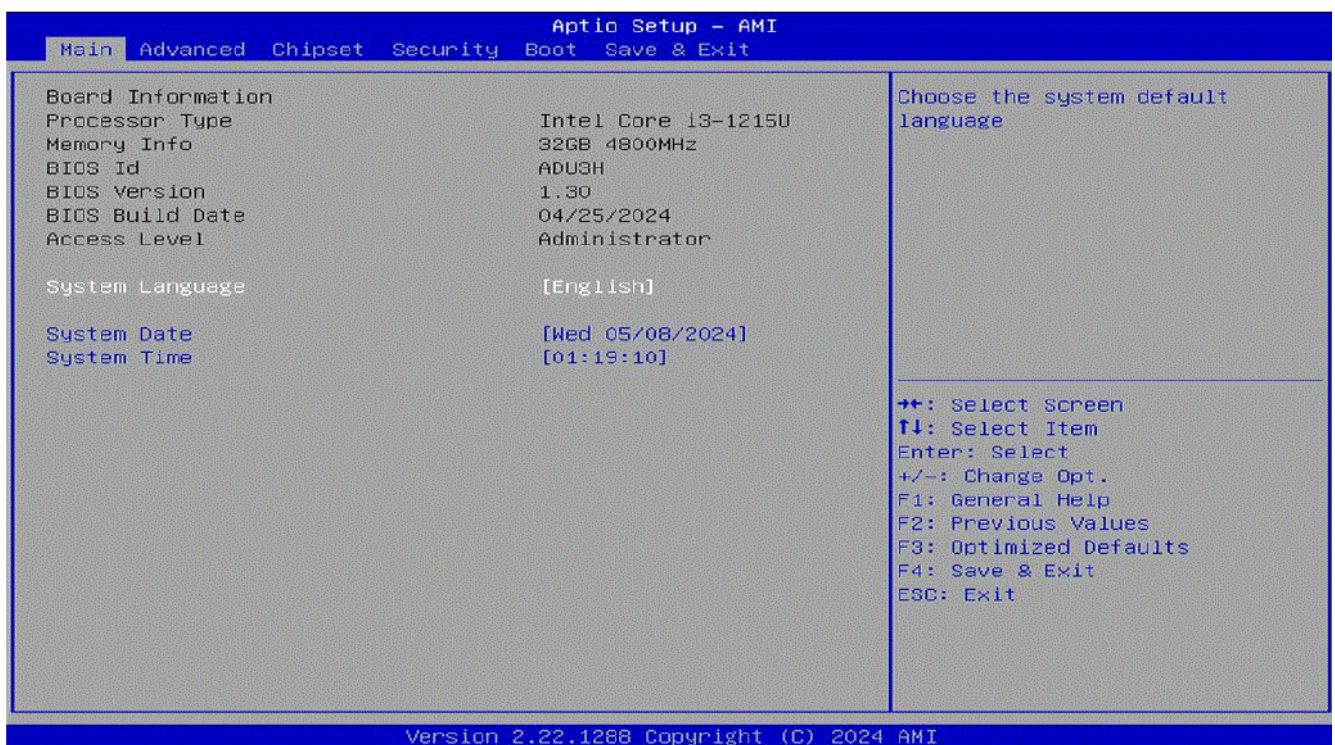 Aptio Setup – AMI
Main Advanced Chipset Security Boot Save & Exit
Board Information
Processor Type Intel Core i3-1215U
Memory Info 32GB 4800MHz
BIOS Id ADU3H
BIOS Version 1.30
BIOS Build Date 04/25/2024
Access Level Administrator
System Language [English]
System Date [Wed 05/08/2024]
System Time [01:19:10]
Choose the system default
language
→←: Select Screen
↑↓: Select Item
Enter: Select
+/-: Change Opt.
F1: General Help
F2: Previous Values
F3: Optimized Defaults
F4: Save & Exit
ESC: Exit
Version 2.22.1288 Copyright (C) 2024 AMI